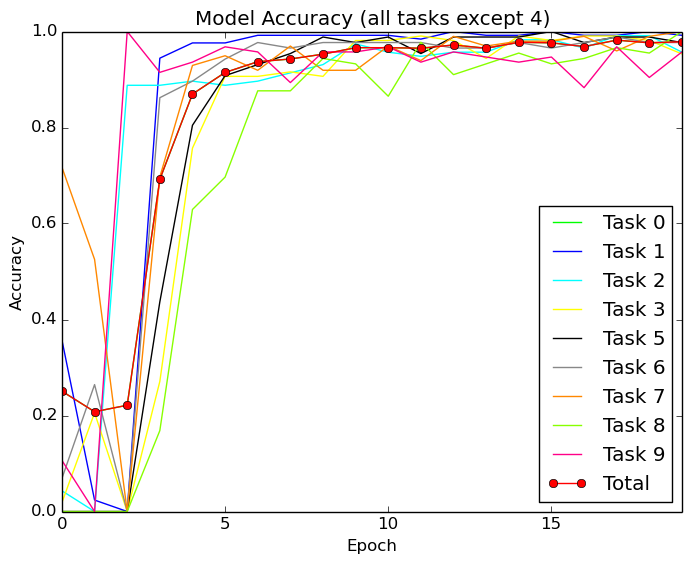 Model Accuracy (all tasks except 4)
1.0
0.8
0.6
0.4
0.2
0.0
Accuracy
0
5
10
15
Epoch
Task 0
Task 1
Task 2
Task 3
Task 5
Task 6
Task 7
Task 8
Task 9
Total